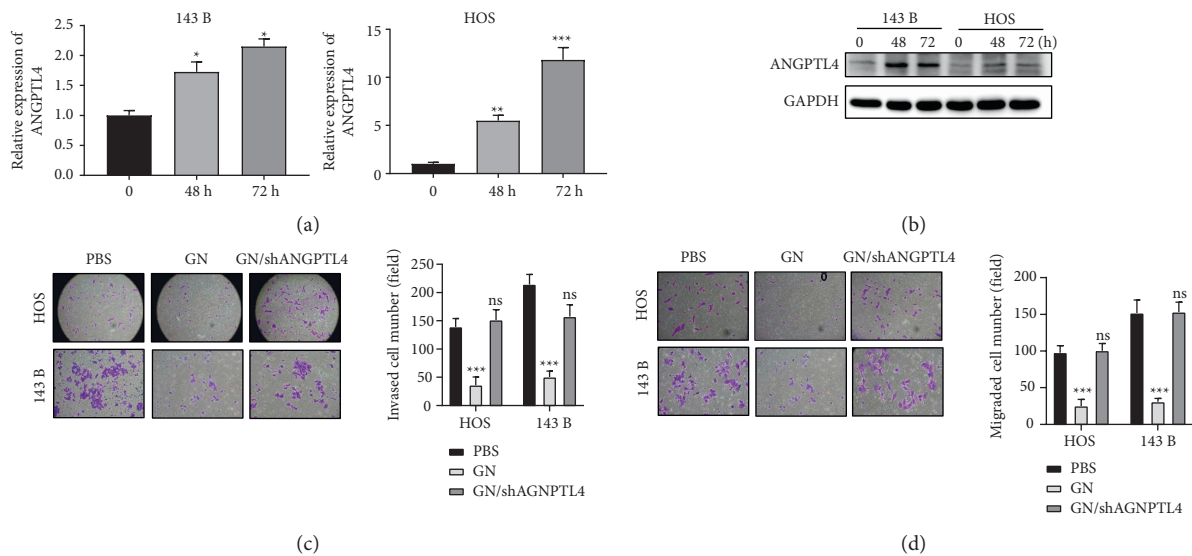 143 B
Relative expression of
ANGPTL4
2.5
2.0
1.5
1.0
0.5
0.0
*
*
0
48 h
72 h
HOS
Relative expression of
ANGPTL4
15
10
5
0
**
***
0
48 h
72 h
(a)
143 B
HOS
0
48
72
0
48
72
(h)
ANGPTL4
GAPDH
(b)
PBS
GN
GN/shANGPTL4
HOS
143 B
Invased cell munber (field)
250
200
150
100
50
0
***
ns
***
ns
HOS
143 B
PBS
GN
GN/shAGNPTL4
(c)
PBS
GN
GN/shANGPTL4
HOS
143 B
Migraded cell number (field)
200
150
100
50
0
***
ns
***
ns
HOS
143 B
PBS
GN
GN/shAGNPTL4
(d)